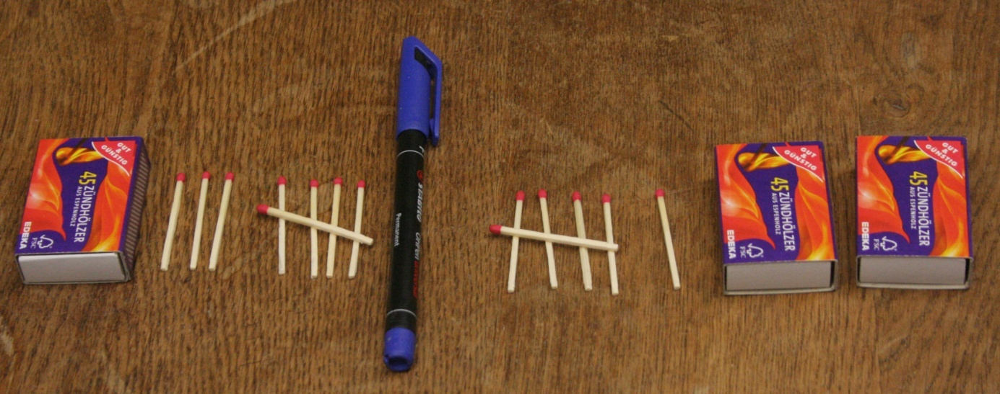 GUT
&
GÜNSTIG
45 ZÜNDHÖLZER
AUS ESPENHOLZ
EDEKA
FSC
STABILO
Permanent
GUT
&
GÜNSTIG
45 ZÜNDHÖLZER
AUS ESPENHOLZ
EDEKA
FSC
GUT
&
GÜNSTIG
45 ZÜNDHÖLZER
AUS ESPENHOLZ
EDEKA
FSC